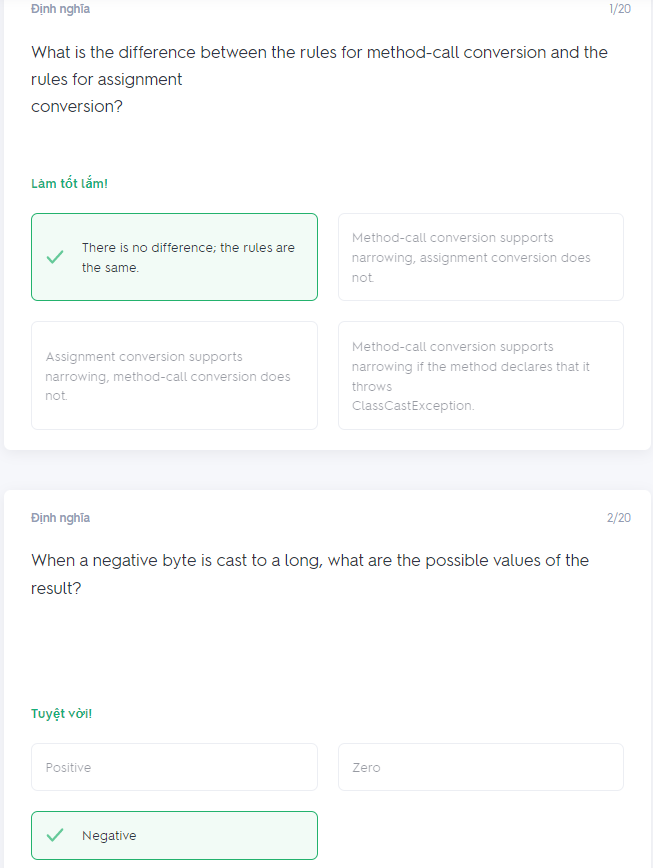 Định nghĩa
1/20
What is the difference between the rules for method-call conversion and the
rules for assignment
conversion?
Làm tốt lắm!
There is no difference; the rules are
the same.
Method-call conversion supports
narrowing, assignment conversion does
not.
Assignment conversion supports
narrowing, method-call conversion does
not.
Method-call conversion supports
narrowing if the method declares that it
throws
ClassCastException.
Định nghĩa
2/20
When a negative byte is cast to a long, what are the possible values of the
result?
Tuyệt vời!
Positive
Zero
Negative